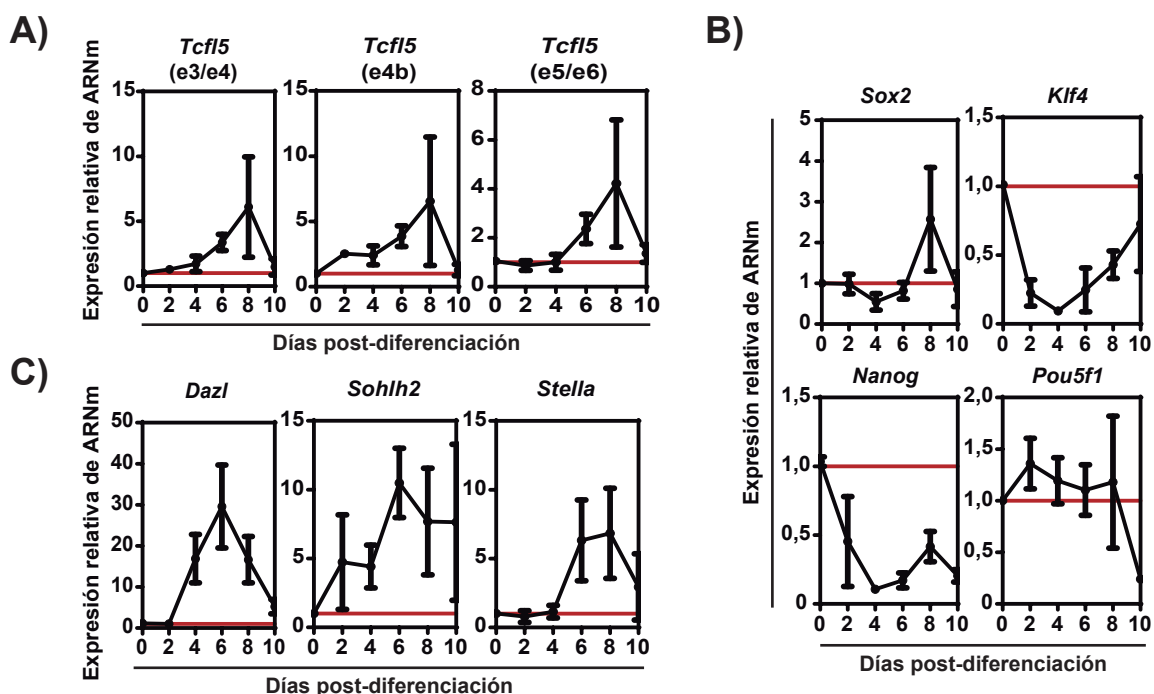 A)
Tcfl5
(e3/e4)
Tcfl5
(e4b)
Tcfl5
(e5/e6)
Expresión relativa de ARNm
15
10
5
0
0 2 4 6 8 10
15
10
5
0
0 2 4 6 8 10
8
6
4
2
0
0 2 4 6 8 10
Días post-diferenciación
B)
Sox2
Klf4
Expresión relativa de ARNm
5
4
3
2
1
0
0 2 4 6 8 10
1,5
1,0
0,5
0
0 2 4 6 8 10
Nanog
Pou5f1
1,5
1,0
0,5
0
0 2 4 6 8 10
2,0
1,5
1,0
0,5
0
0 2 4 6 8 10
Días post-diferenciación
C)
Dazl
Sohlh2
Stella
Expresión relativa de ARNm
50
40
30
20
10
0
0 2 4 6 8 10
15
10
5
0
0 2 4 6 8 10
15
10
5
0
0 2 4 6 8 10
Días post-diferenciación